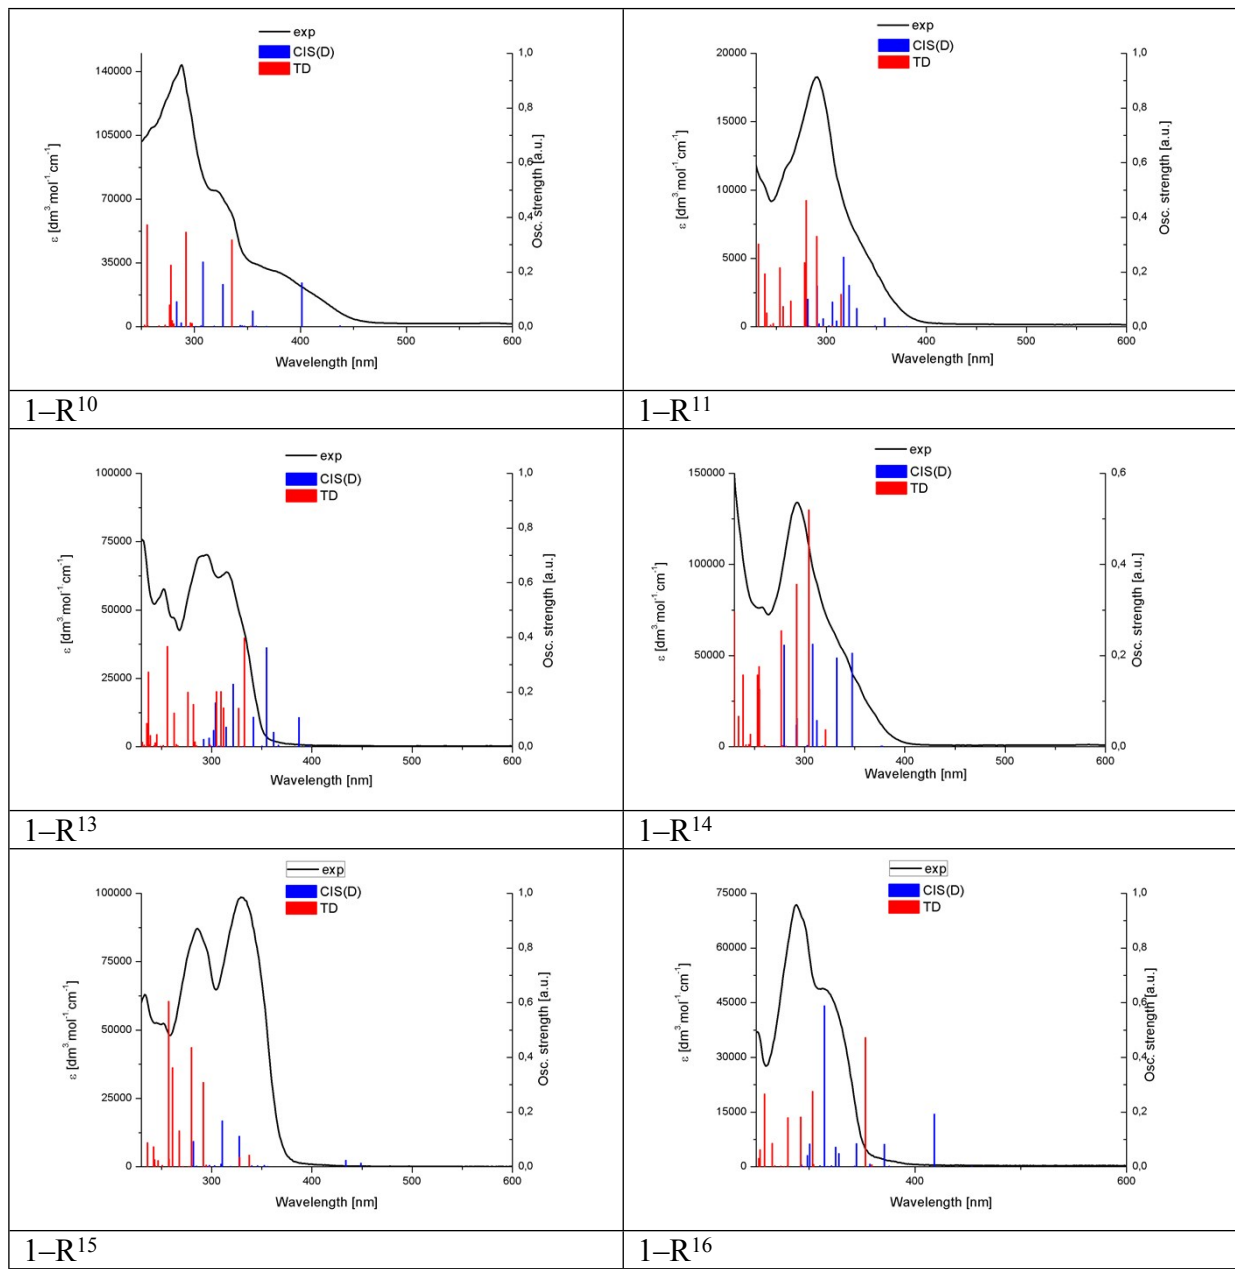 exp
CIS(D)
TD
140000
105000
70000
35000
0
1,0
0,8
0,6
0,4
0,2
0,0
300
400
500
600
ε [dm³ mol⁻¹ cm⁻¹]
Osc. strength [a.u.]
Wavelength [nm]
1–R¹⁰
exp
CIS(D)
TD
20000
15000
10000
5000
0
1,0
0,8
0,6
0,4
0,2
0,0
300
400
500
600
ε [dm³ mol⁻¹ cm⁻¹]
Osc. strength [a.u.]
Wavelength [nm]
1–R¹¹
exp
CIS(D)
TD
100000
75000
50000
25000
0
1,0
0,8
0,6
0,4
0,2
0,0
300
400
500
600
ε [dm³ mol⁻¹ cm⁻¹]
Osc. strength [a.u.]
Wavelength [nm]
1–R¹³
exp
CIS(D)
TD
150000
100000
50000
0
0,6
0,4
0,2
0,0
300
400
500
600
ε [dm³ mol⁻¹ cm⁻¹]
Osc. strength [a.u.]
Wavelength [nm]
1–R¹⁴
exp
CIS(D)
TD
100000
75000
50000
25000
0
1,0
0,8
0,6
0,4
0,2
0,0
300
400
500
600
ε [dm³ mol⁻¹ cm⁻¹]
Osc. strength [a.u.]
Wavelength [nm]
1–R¹⁵
exp
CIS(D)
TD
75000
60000
45000
30000
15000
0
1,0
0,8
0,6
0,4
0,2
0,0
400
600
ε [dm³ mol⁻¹ cm⁻¹]
Osc. strength [a.u.]
Wavelength [nm]
1–R¹⁶